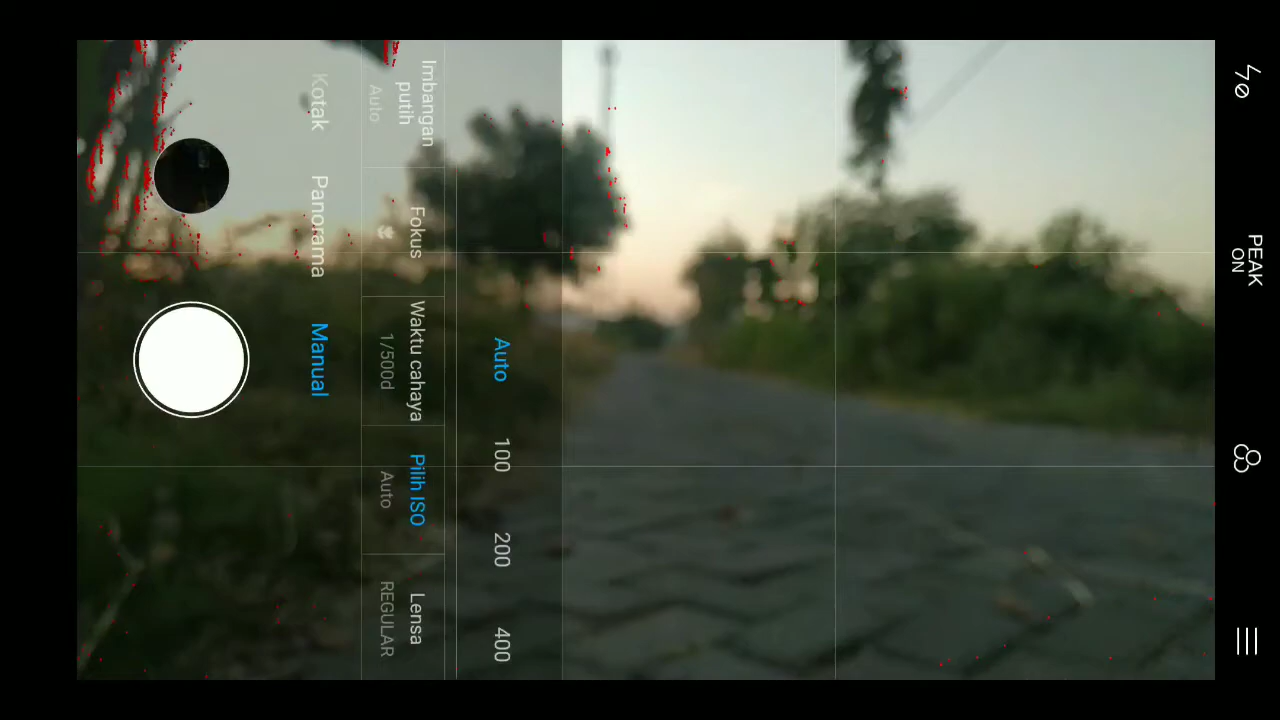 PEAK
ON
Auto
100
200
400
Imbangan
putih
Auto
Fokus
Waktu cahaya
1/500d
Pilih ISO
Auto
Lensa
REGULAR
Kotak
Panorama
Manual